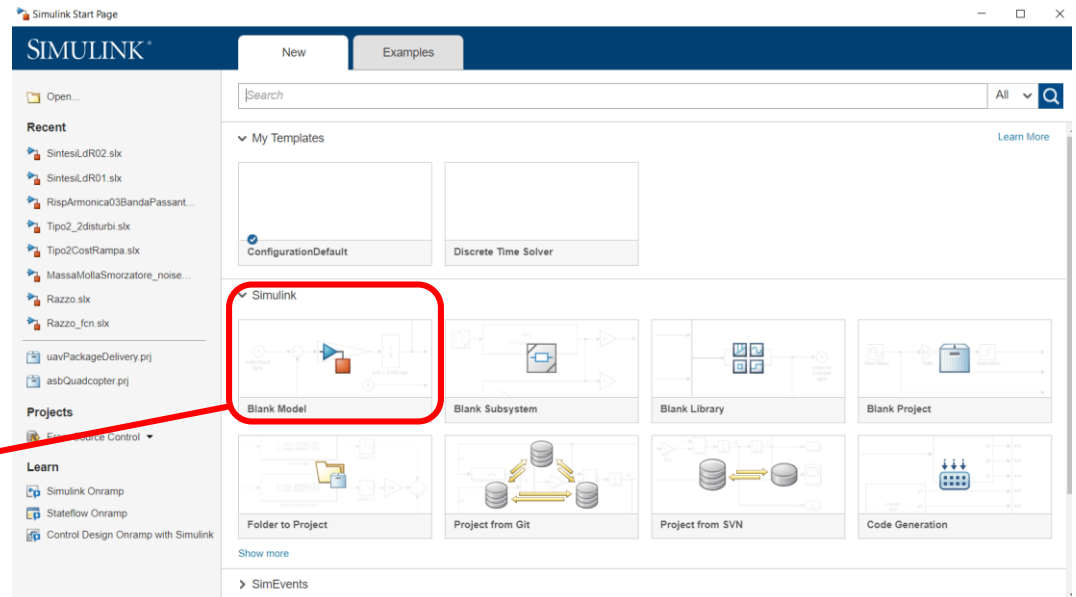 Simulink Start Page
SIMULINK®
New
Examples
Open...
Recent
SintesiLdR02.slx
SintesiLdR01.slx
RispArmonica03BandaPassant...
Tipo2_2disturbi.slx
Tipo2CostRampa.slx
MassaMollaSmorzatore_noise...
Razzo.slx
Razzo_fcn.slx
uavPackageDelivery.prj
asbQuadcopter.prj
Projects
From Source Control
Learn
Simulink Onramp
Stateflow Onramp
Control Design Onramp with Simulink
Search
All
My Templates
Learn More
ConfigurationDefault
Discrete Time Solver
Simulink
Blank Model
Blank Subsystem
Blank Library
Blank Project
Folder to Project
Project from Git
Project from SVN
Code Generation
Show more
SimEvents